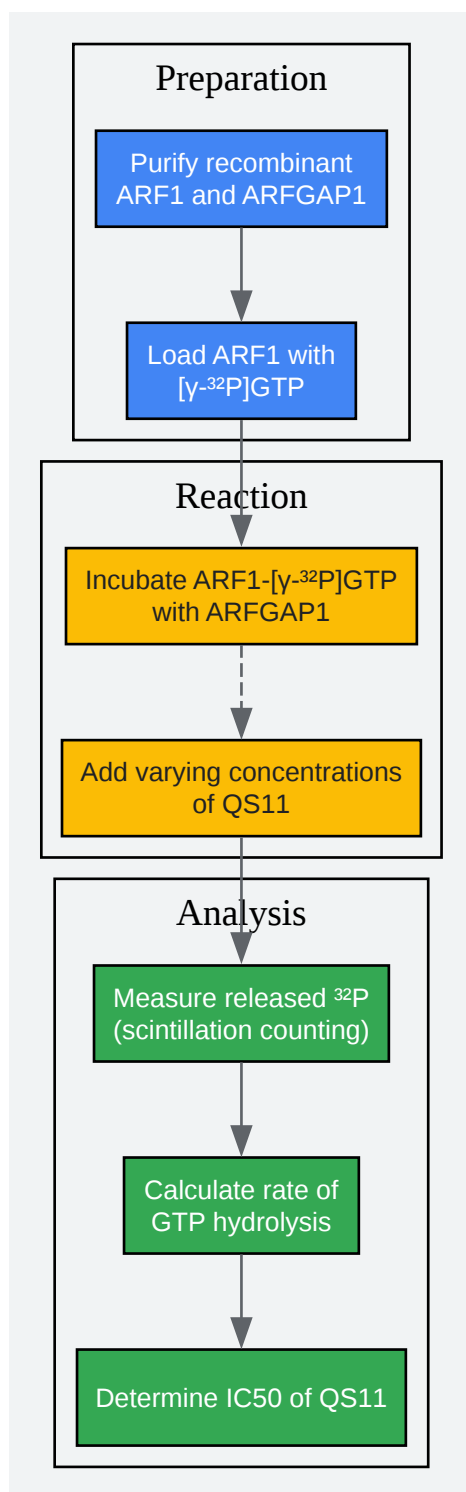 Preparation
Purify recombinant
ARF1 and ARFGAP1
Load ARF1 with
[γ-³²P]GTP
Reaction
Incubate ARF1-[γ-³²P]GTP
with ARFGAP1
Add varying concentrations
of QS11
Analysis
Measure released ³²P
(scintillation counting)
Calculate rate of
GTP hydrolysis
Determine IC50 of QS11